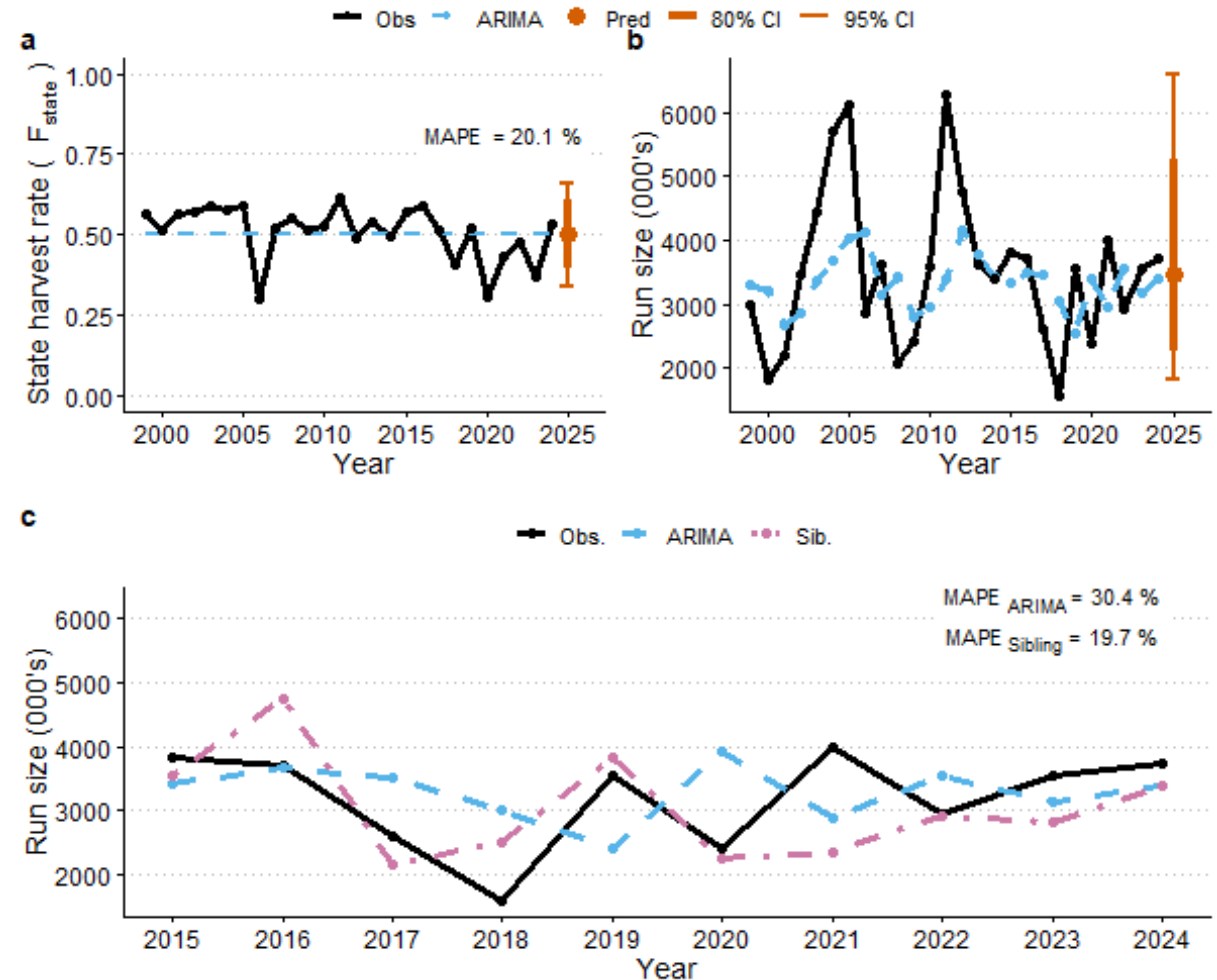 Obs ARIMA Pred 80% CI 95% CI
a
State harvest rate ( F state )
1.00
0.75
0.50
0.25
0.00
MAPE = 20.1 %
2000 2005 2010 2015 2020 2025
Year
b
Run size (000's)
6000
5000
4000
3000
2000
2000 2005 2010 2015 2020 2025
Year
c
Obs. ARIMA Sib.
MAPE ARIMA = 30.4 %
MAPE Sibling = 19.7 %
Run size (000's)
6000
5000
4000
3000
2000
2015 2016 2017 2018 2019 2020 2021 2022 2023 2024
Year